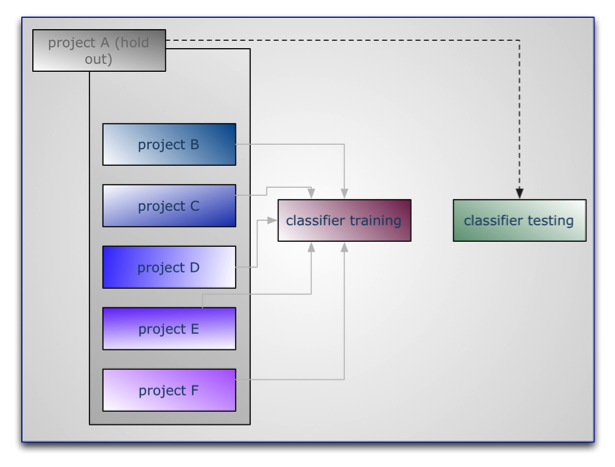 project A (hold
out)
project B
project C
classifier training
classifier testing
project D
project E
project F